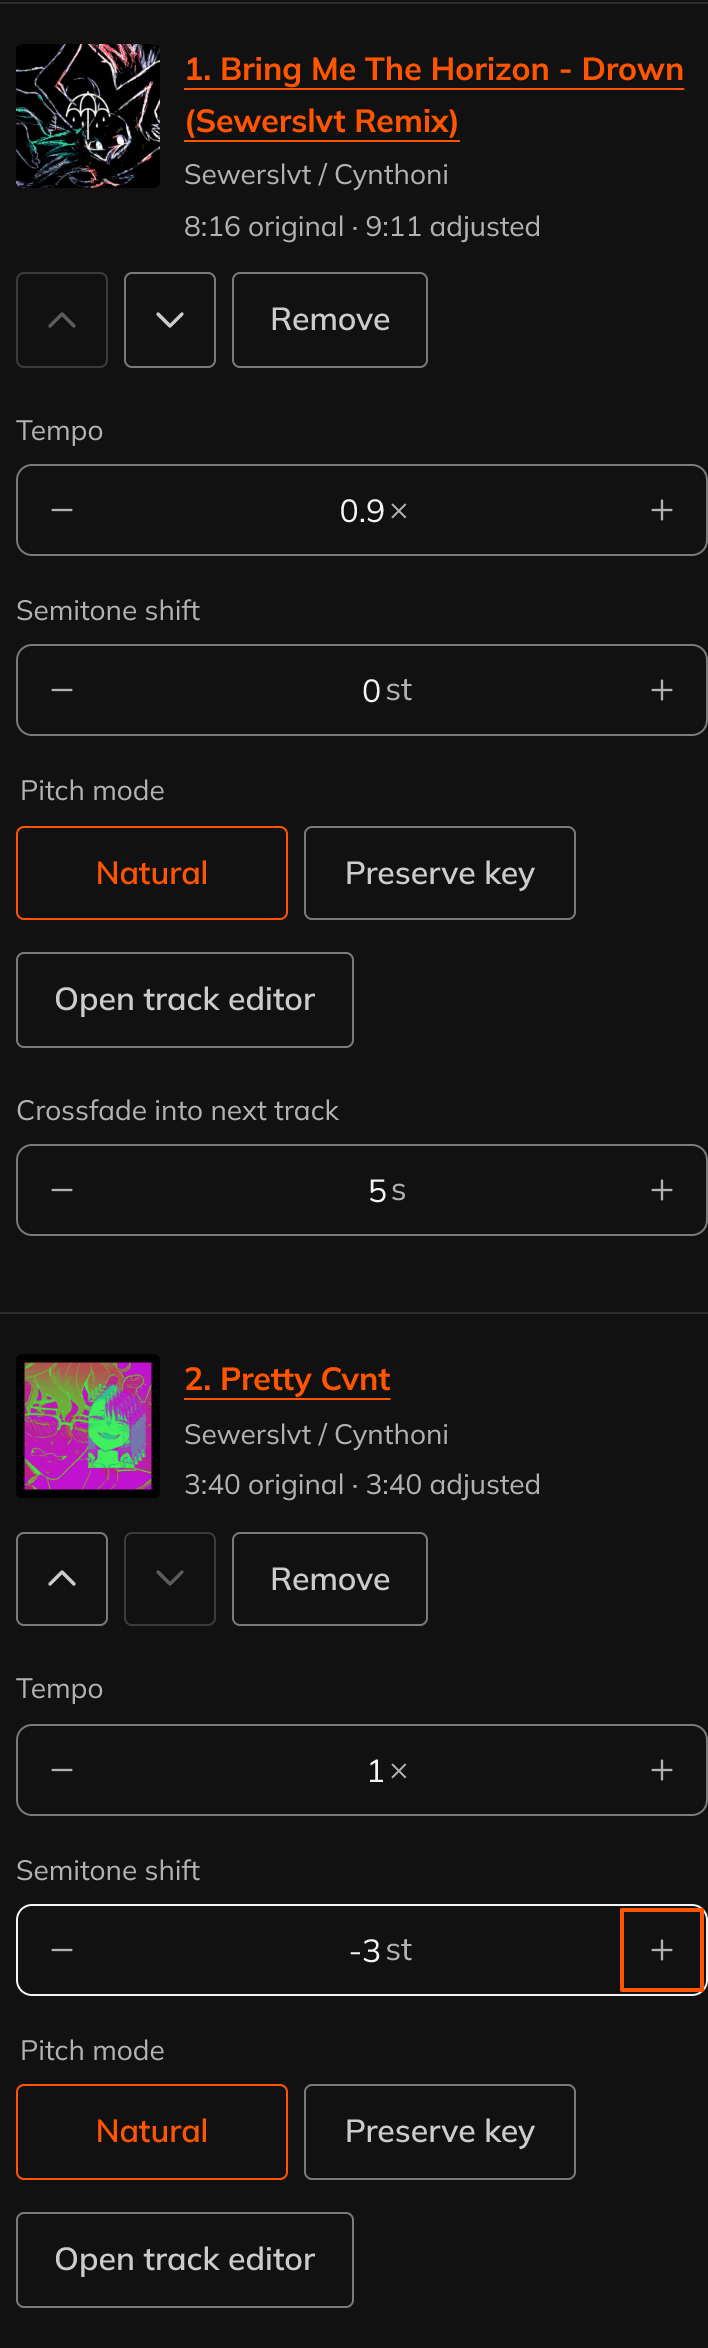 1. Bring Me The Horizon - Drown
(Sewerslvt Remix)
Sewerslvt / Cynthoni
8:16 original · 9:11 adjusted
Remove
Tempo
− 0.9× +
Semitone shift
− 0 st +
Pitch mode
Natural Preserve key
Open track editor
Crossfade into next track
− 5 s +
2. Pretty Cvnt
Sewerslvt / Cynthoni
3:40 original · 3:40 adjusted
Remove
Tempo
− 1× +
Semitone shift
− -3 st +
Pitch mode
Natural Preserve key
Open track editor